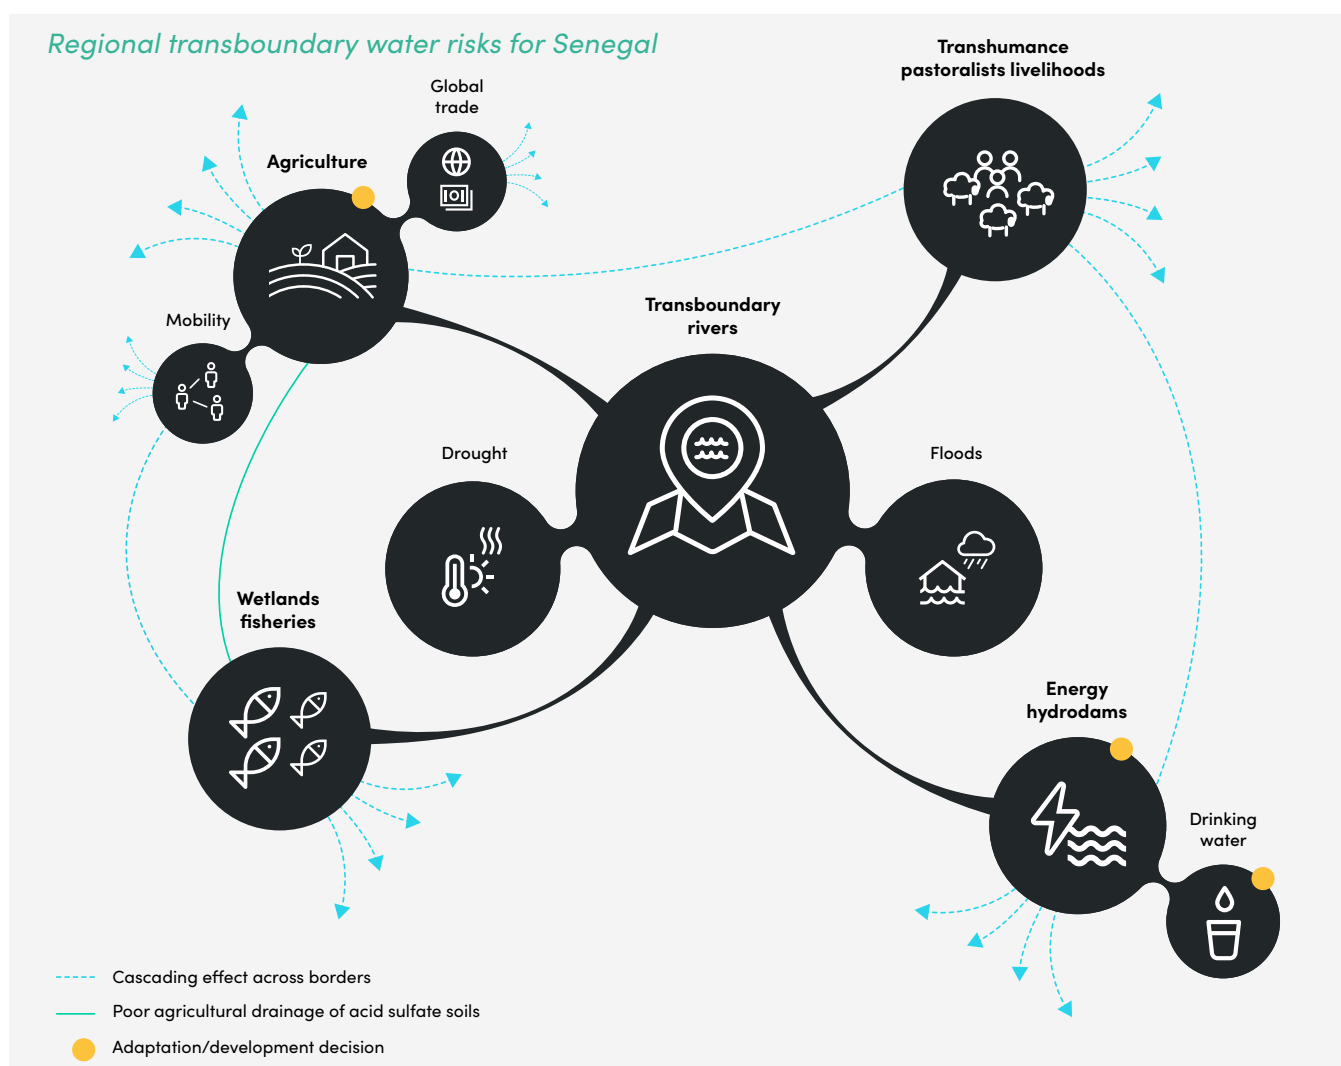 Regional transboundary water risks for Senegal
Transhumance
pastoralists livelihoods
Global
trade
Agriculture
Transboundary
rivers
Mobility
Drought
Floods
Wetlands
fisheries
Energy
hydrodams
Drinking
water
Cascading effect across borders
Poor agricultural drainage of acid sulfate soils
Adaptation/development decision